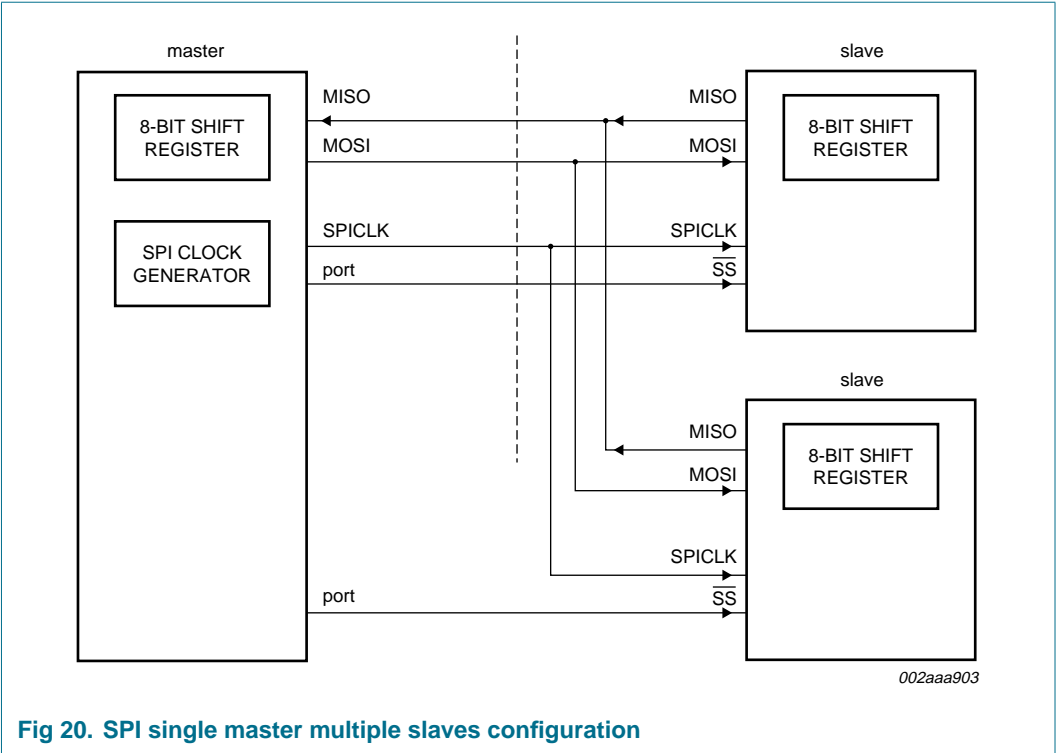 master
slave
MISO
MISO
8-BIT SHIFT
REGISTER
8-BIT SHIFT
REGISTER
MOSI
MOSI
SPICLK
SPICLK
SPI CLOCK
GENERATOR
port
SS
slave
MISO
8-BIT SHIFT
REGISTER
MOSI
SPICLK
port
SS
002aaa903
Fig 20. SPI single master multiple slaves configuration